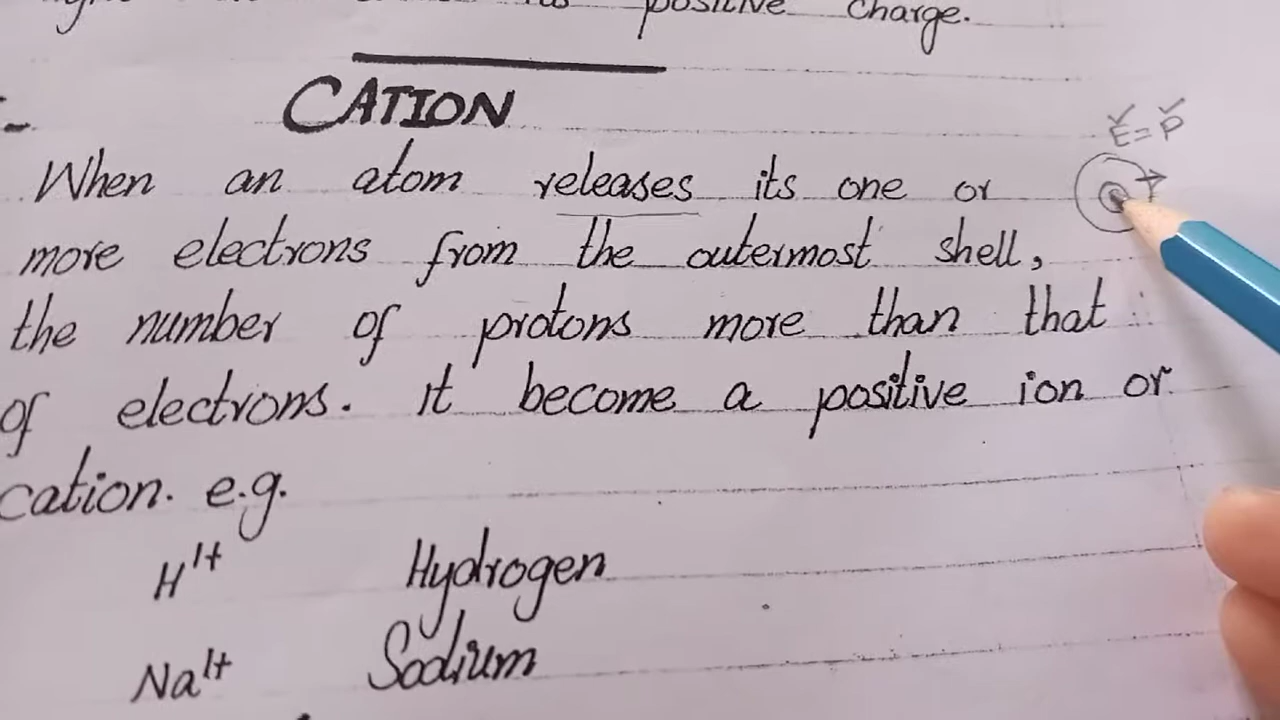 positive charge.
CATION
E = P
When an atom releases its one or
more electrons from the outermost shell,
the number of protons more than that
of electrons. It become a positive ion or
cation. e.g.
H¹⁺ Hydrogen
Na¹⁺ Sodium